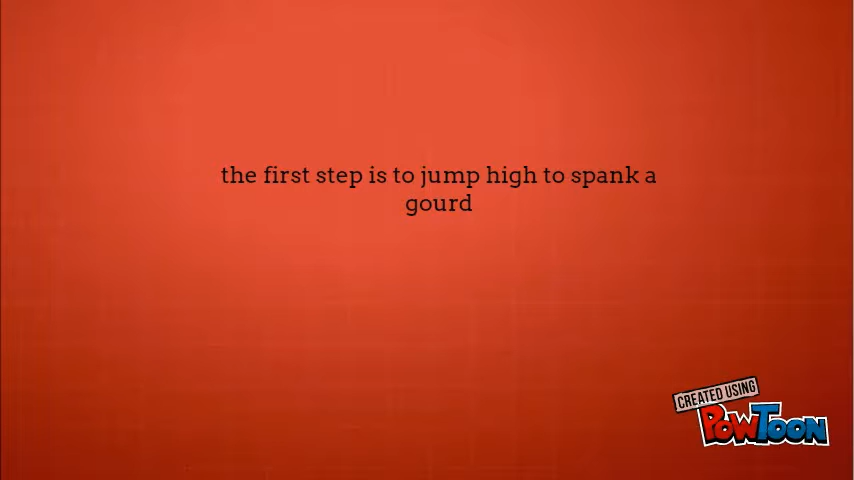 the first step is to jump high to spank a
gourd
CREATED USING
POWTOON